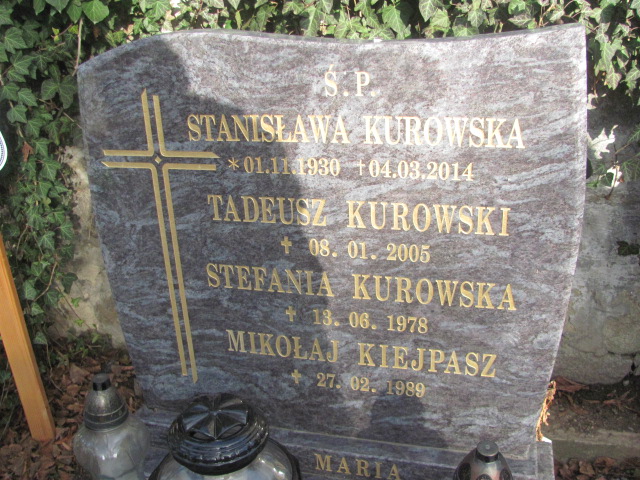 Ś.P.
STANISŁAWA KUROWSKA
*01.11.1930 †04.03.2014
TADEUSZ KUROWSKI
† 08. 01. 2005
STEFANIA KUROWSKA
† 13. 06. 1978
MIKOŁAJ KIEJPASZ
† 27. 02. 1989
MARIA